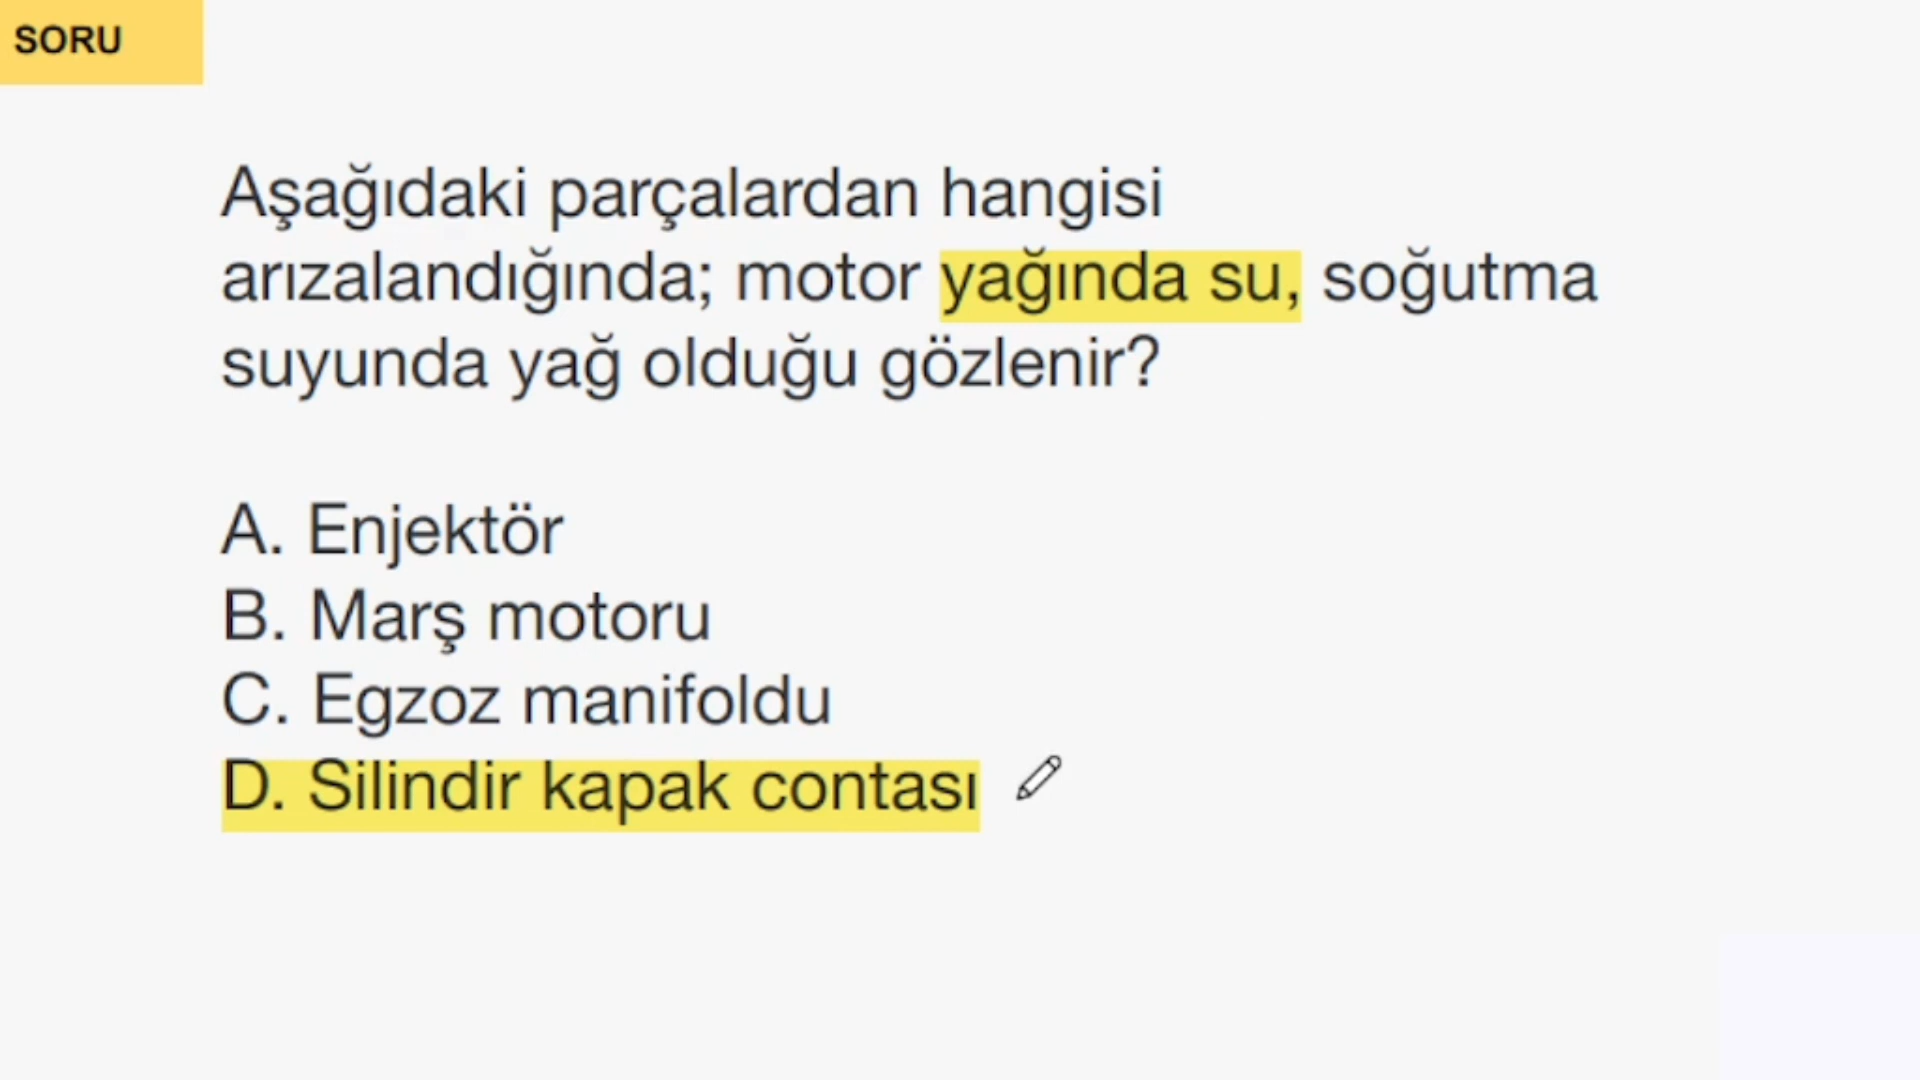 SORU
Aşağıdaki parçalardan hangisi
arızalandığında; motor yağında su, soğutma
suyunda yağ olduğu gözlenir?
A. Enjektör
B. Marş motoru
C. Egzoz manifoldu
D. Silindir kapak contası